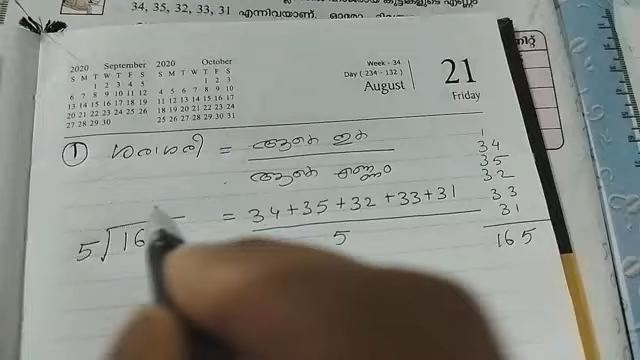 34, 35, 32, 33, 31 എന്നിവയാണ്.
2020 September 2020 October
S M T W T F S S M T W T F S
1 2 3 4 5 1 2 3
6 7 8 9 10 11 12 4 5 6 7 8 9 10
13 14 15 16 17 18 19 11 12 13 14 15 16 17
20 21 22 23 24 25 26 18 19 20 21 22 23 24
27 28 29 30 25 26 27 28 29 30 31
Week - 34
Day (234 - 132)
August 21
Friday
① ശരാശരി = ആകെ തുക
ആകെ എണ്ണം
1
34
35
32
33
31
165
= 34+35+32+33+31
5
5 16